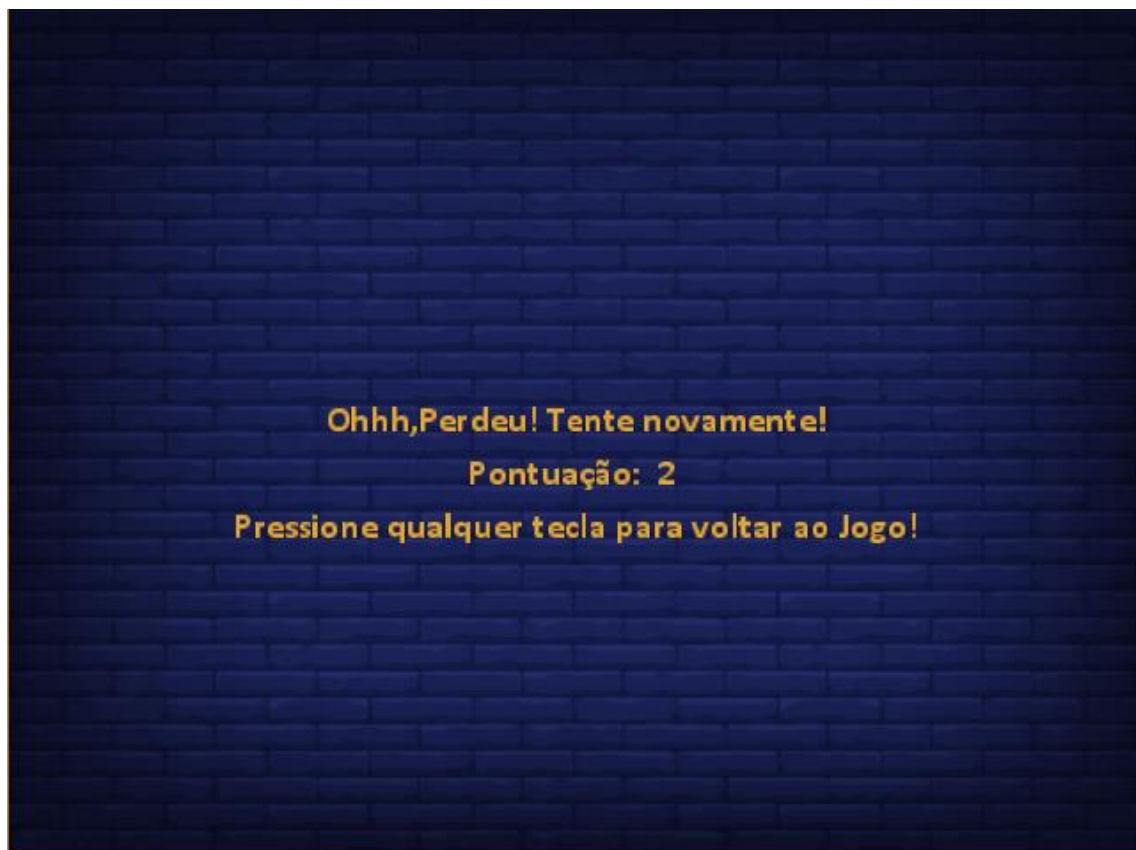 Ohhh,Perdeu! Tente novamente!
Pontuação: 2
Pressione qualquer tecla para voltar ao Jogo!